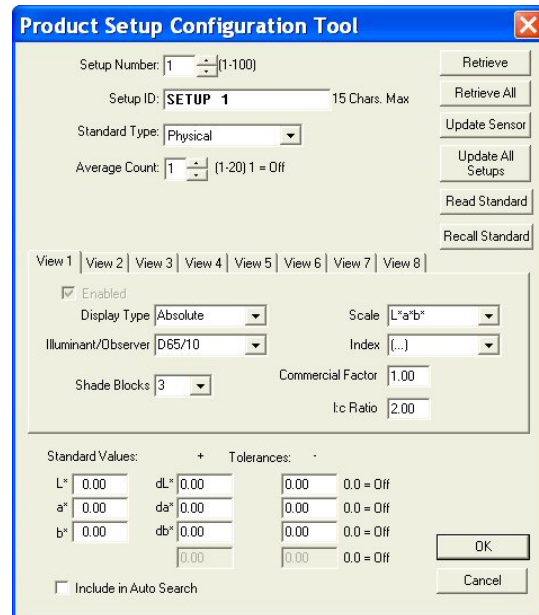 Product Setup Configuration Tool
Setup Number: 1 (1-100)
Retrieve
Setup ID: SETUP 1 15 Chars. Max
Retrieve All
Standard Type: Physical
Update Sensor
Average Count: 1 (1-20) 1 = Off
Update All Setups
Read Standard
Recall Standard
View 1 View 2 View 3 View 4 View 5 View 6 View 7 View 8
Enabled
Display Type Absolute Scale L*a*b*
Illuminant/Observer D65/10 Index (...)
Shade Blocks 3 Commercial Factor 1.00
l:c Ratio 2.00
Standard Values: + Tolerances: -
L* 0.00 dL* 0.00 0.00 0.0 = Off
a* 0.00 da* 0.00 0.00 0.0 = Off
b* 0.00 db* 0.00 0.00 0.0 = Off
0.00 0.00 0.0 = Off
OK
Include in Auto Search
Cancel